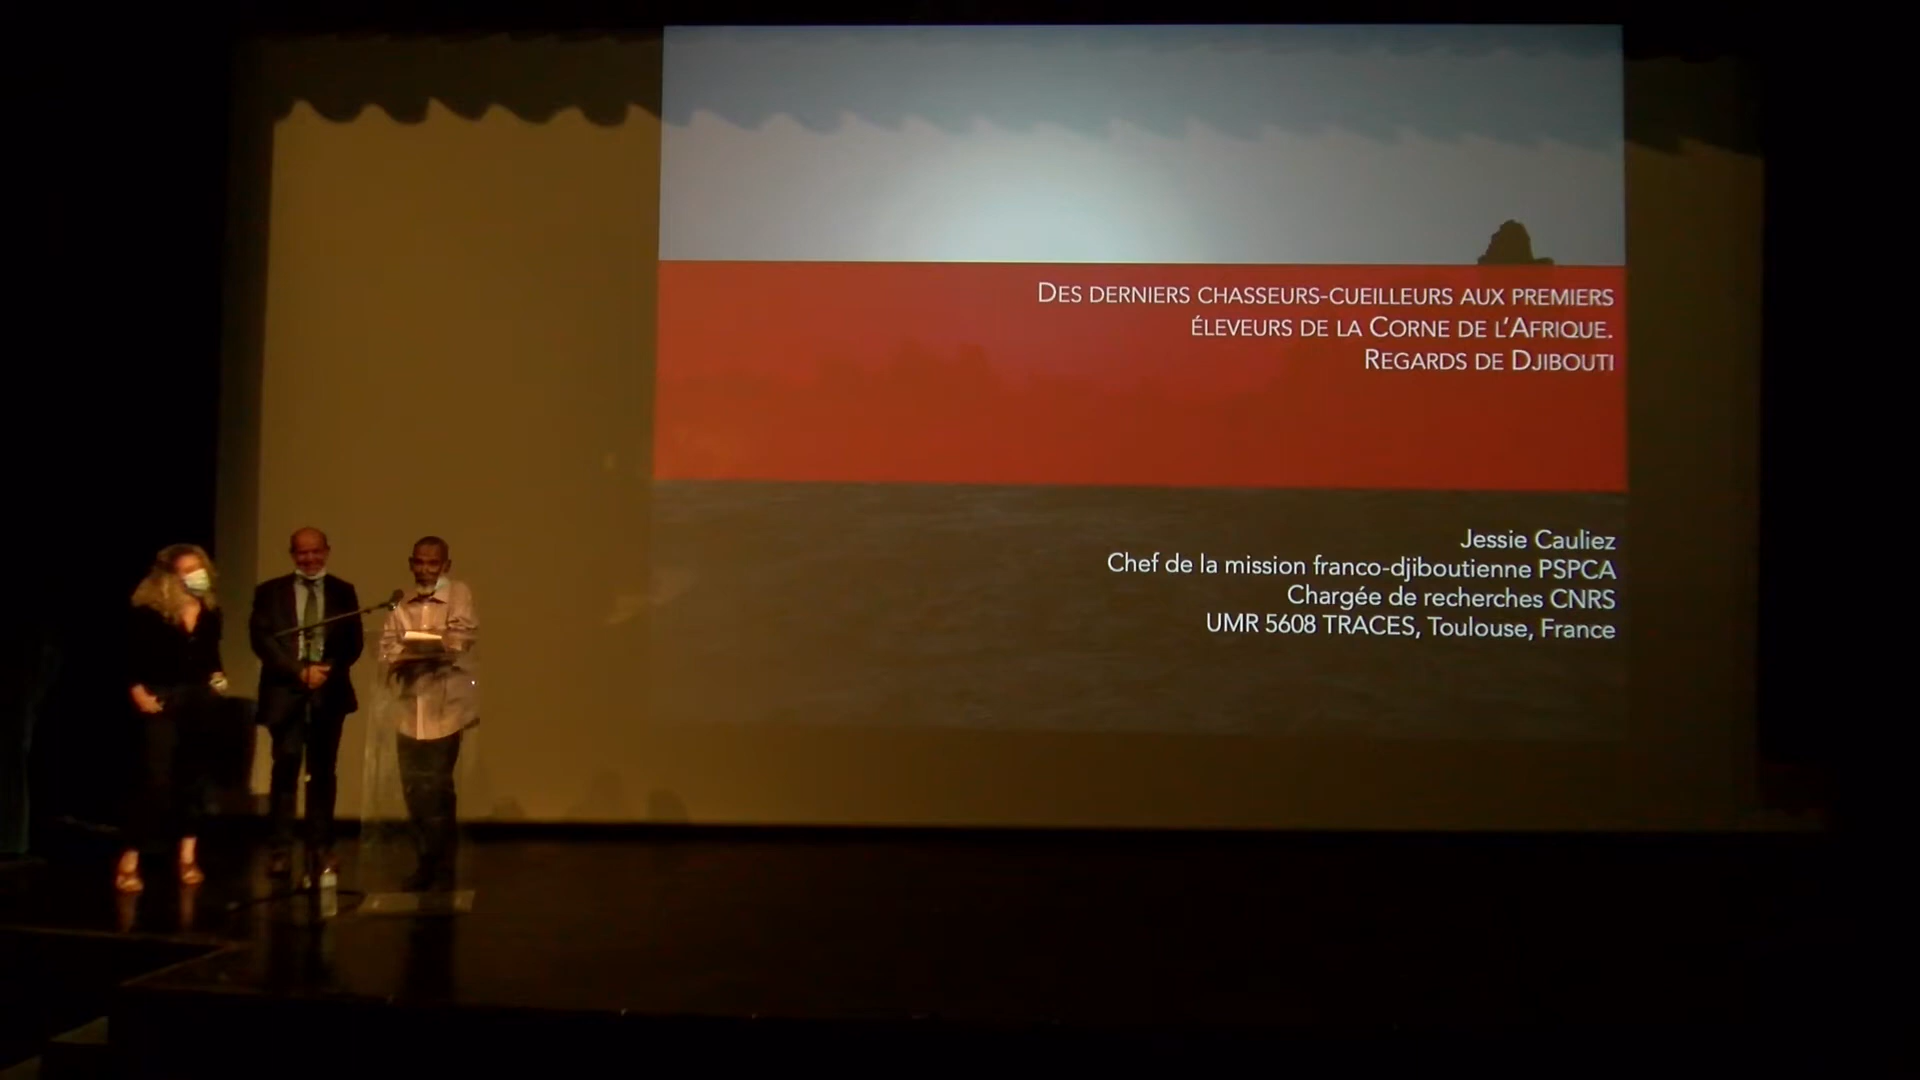 DES DERNIERS CHASSEURS-CUEILLEURS AUX PREMIERS
ÉLEVEURS DE LA CORNE DE L'AFRIQUE.
REGARDS DE DJIBOUTI
Jessie Cauliez
Chef de la mission franco-djiboutienne PSPCA
Chargée de recherches CNRS
UMR 5608 TRACES, Toulouse, France